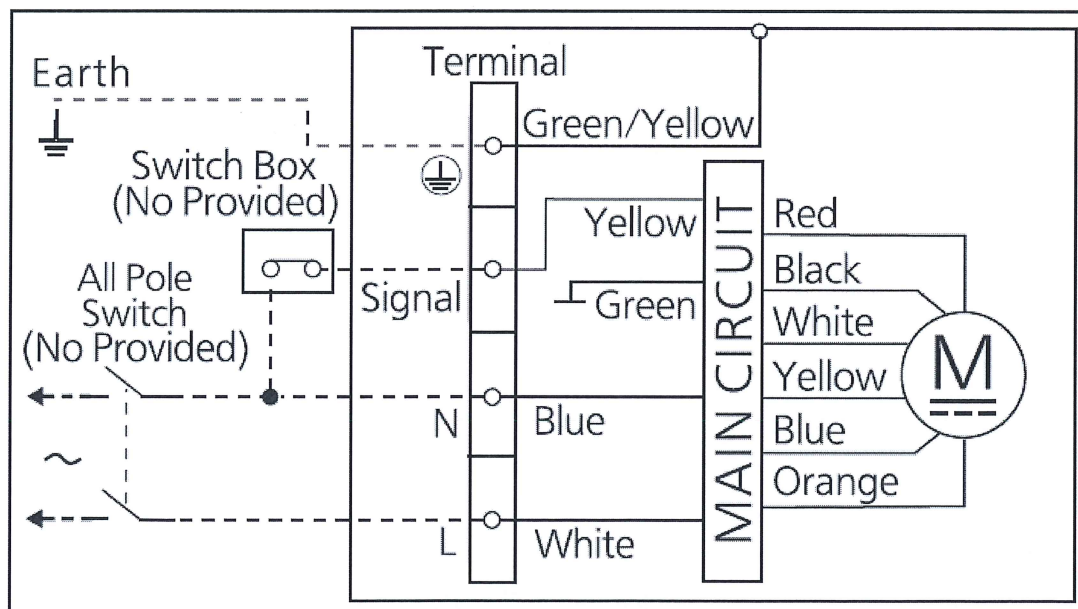 Earth
Terminal
Green/Yellow
Switch Box
(No Provided)
Yellow
Red
All Pole
Switch
(No Provided)
Signal
Green
Black
White
Yellow
Blue
Orange
MAIN CIRCUIT
M
N
Blue
L
White